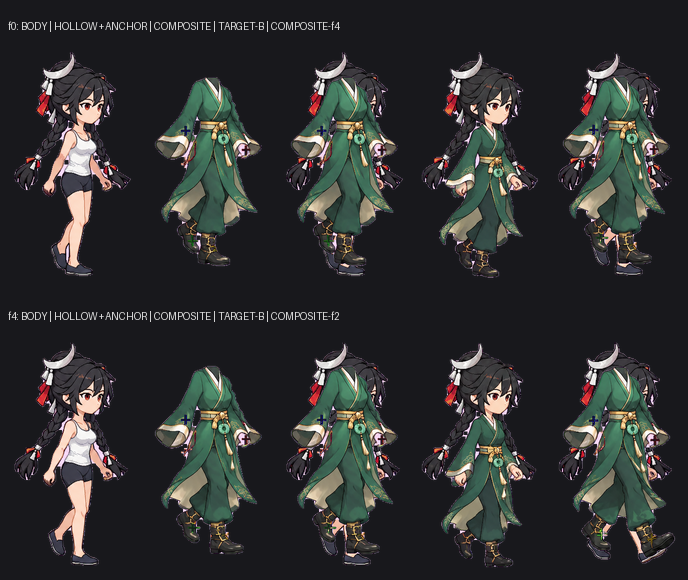 f0: BODY | HOLLOW+ANCHOR | COMPOSITE | TARGET-B | COMPOSITE-f4
f4: BODY | HOLLOW+ANCHOR | COMPOSITE | TARGET-B | COMPOSITE-f2